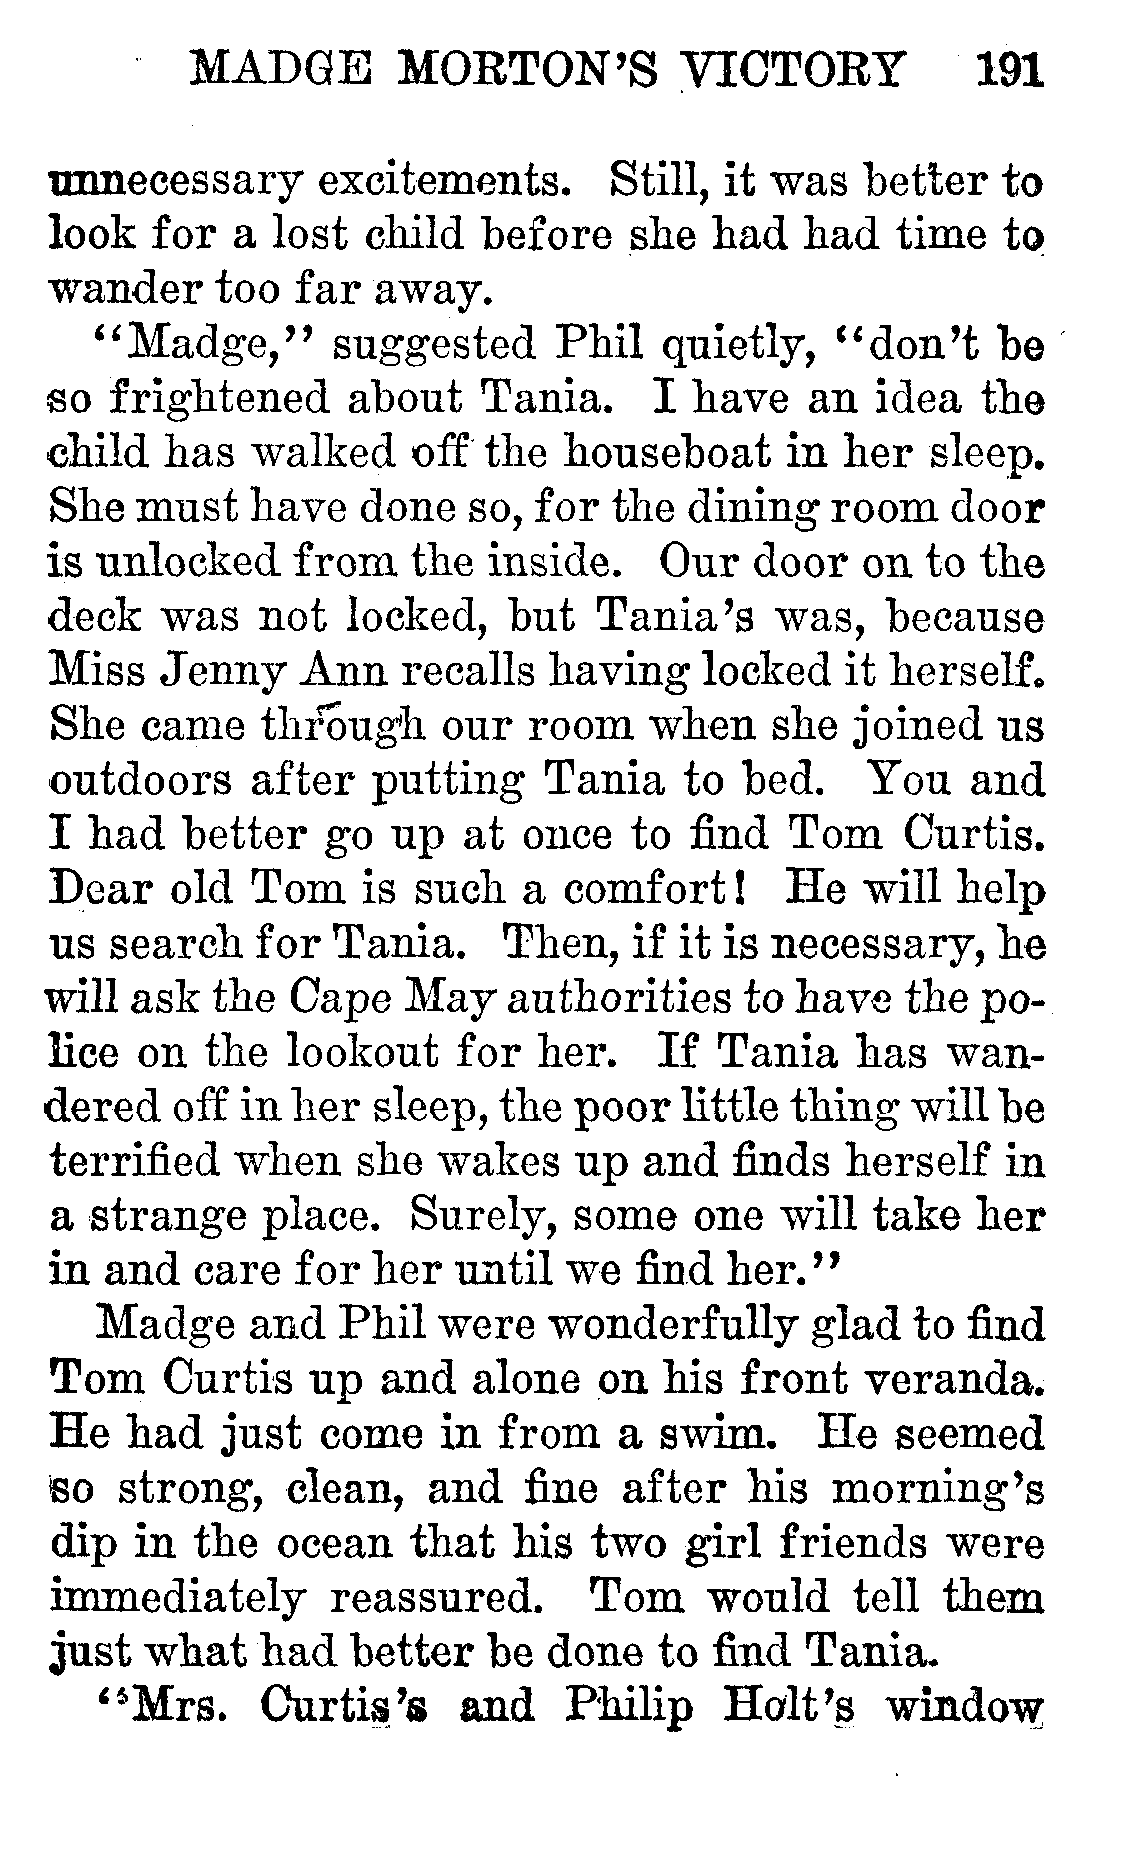 MADGE MORTON'S VICTORY 191
unnecessary excitements. Still, it was better to
look for a lost child before she had had time to
wander too far away.
"Madge," suggested Phil quietly, "don't be
so frightened about Tania. I have an idea the
child has walked off the houseboat in her sleep.
She must have done so, for the dining room door
is unlocked from the inside. Our door on to the
deck was not locked, but Tania's was, because
Miss Jenny Ann recalls having locked it herself.
She came through our room when she joined us
outdoors after putting Tania to bed. You and
I had better go up at once to find Tom Curtis.
Dear old Tom is such a comfort! He will help
us search for Tania. Then, if it is necessary, he
will ask the Cape May authorities to have the po-
lice on the lookout for her. If Tania has wan-
dered off in her sleep, the poor little thing will be
terrified when she wakes up and finds herself in
a strange place. Surely, some one will take her
in and care for her until we find her."
Madge and Phil were wonderfully glad to find
Tom Curtis up and alone on his front veranda.
He had just come in from a swim. He seemed
so strong, clean, and fine after his morning's
dip in the ocean that his two girl friends were
immediately reassured. Tom would tell them
just what had better be done to find Tania.
"Mrs. Curtis's and Philip Holt's window